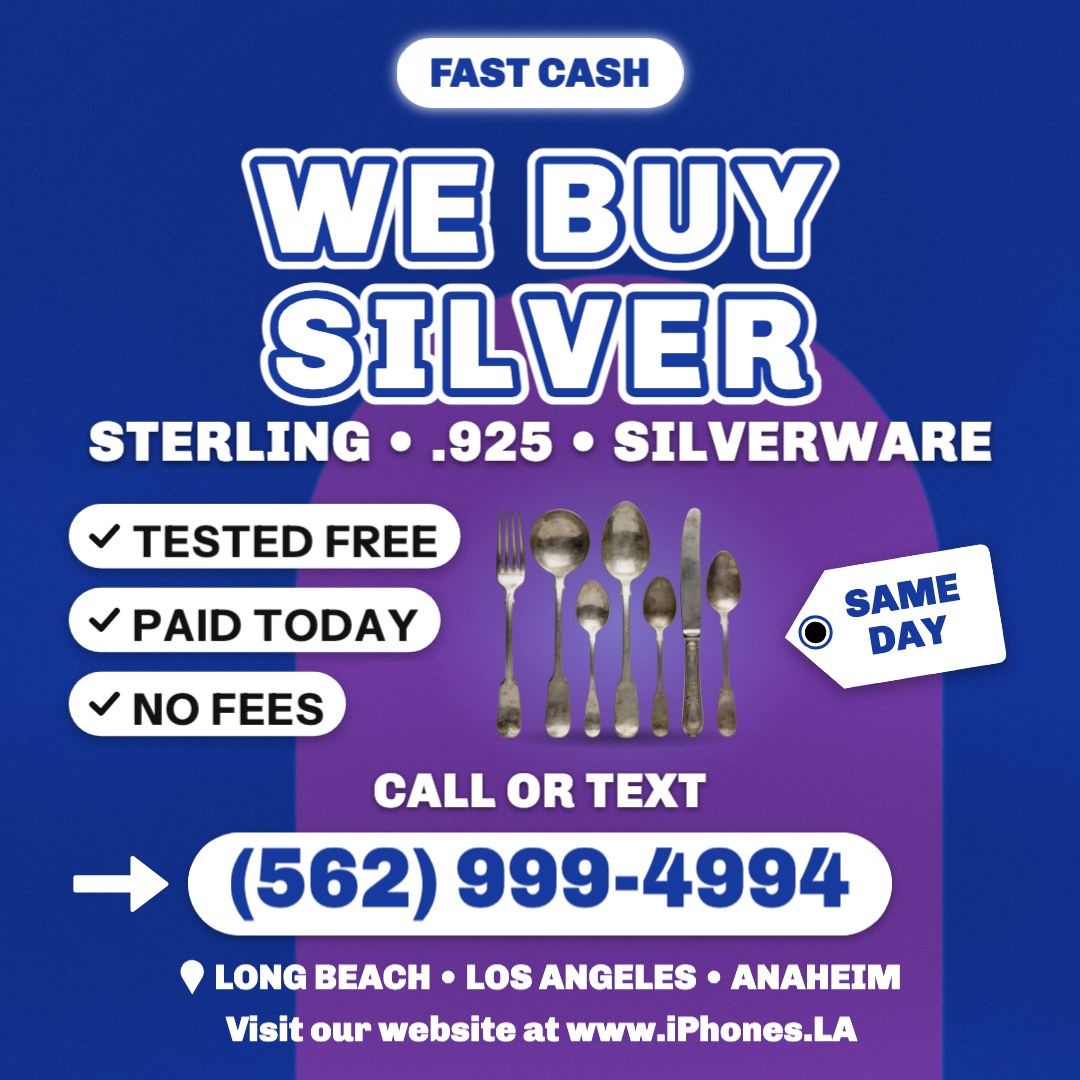 FAST CASH
WE BUY
SILVER
STERLING • .925 • SILVERWARE
✓ TESTED FREE
✓ PAID TODAY
✓ NO FEES
SAME
DAY
CALL OR TEXT
(562) 999-4994
LONG BEACH • LOS ANGELES • ANAHEIM
Visit our website at www.iPhones.LA